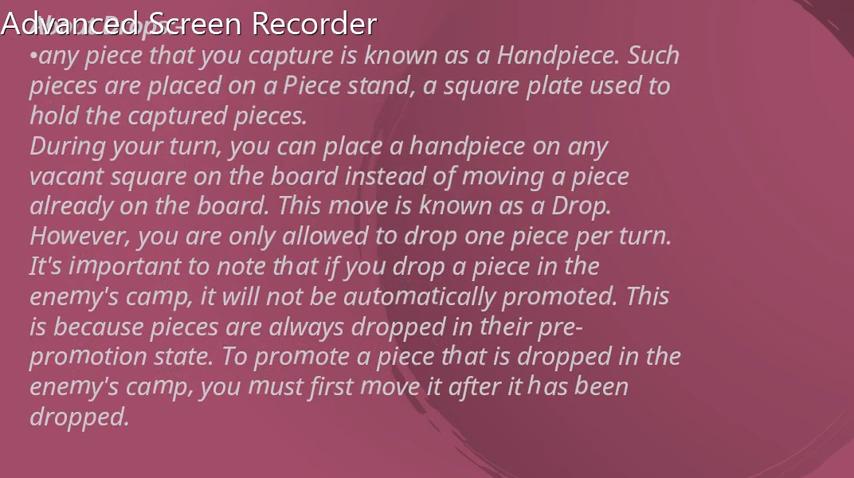 Advanced Screen Recorder
About Drops:-
•any piece that you capture is known as a Handpiece. Such
pieces are placed on a Piece stand, a square plate used to
hold the captured pieces.
During your turn, you can place a handpiece on any
vacant square on the board instead of moving a piece
already on the board. This move is known as a Drop.
However, you are only allowed to drop one piece per turn.
It's important to note that if you drop a piece in the
enemy's camp, it will not be automatically promoted. This
is because pieces are always dropped in their pre-
promotion state. To promote a piece that is dropped in the
enemy's camp, you must first move it after it has been
dropped.